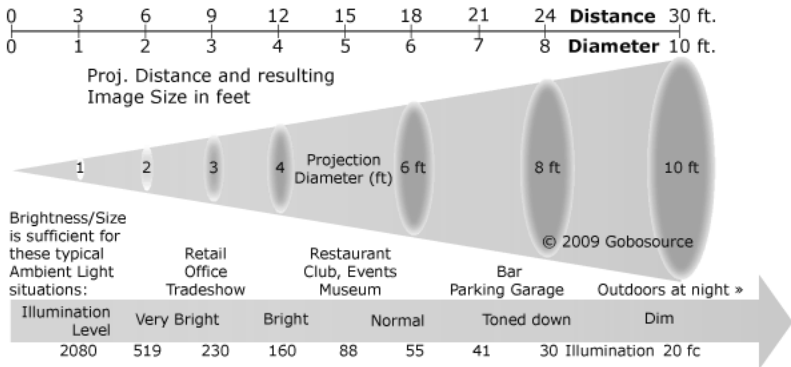 0 3 6 9 12 15 18 21 24 Distance 30 ft.
0 1 2 3 4 5 6 7 8 Diameter 10 ft.
Proj. Distance and resulting
Image Size in feet
1 2 3 4 Projection Diameter (ft) 6 ft 8 ft 10 ft
© 2009 Gobosource
Brightness/Size
is sufficient for
these typical
Ambient Light
situations:
Retail
Office
Tradeshow
Restaurant
Club, Events
Museum
Bar
Parking Garage
Outdoors at night »
Illumination
Level
Very Bright
Bright
Normal
Toned down
Dim
2080 519 230 160 88 55 41 30 Illumination 20 fc